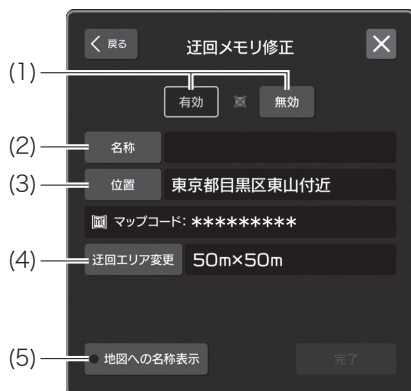 戻る 迂回メモリ修正
(1) 有効 無効
(2) 名称
(3) 位置 東京都目黒区東山付近
マップコード: *********
(4) 迂回エリア変更 50m×50m
(5) 地図への名称表示 完了